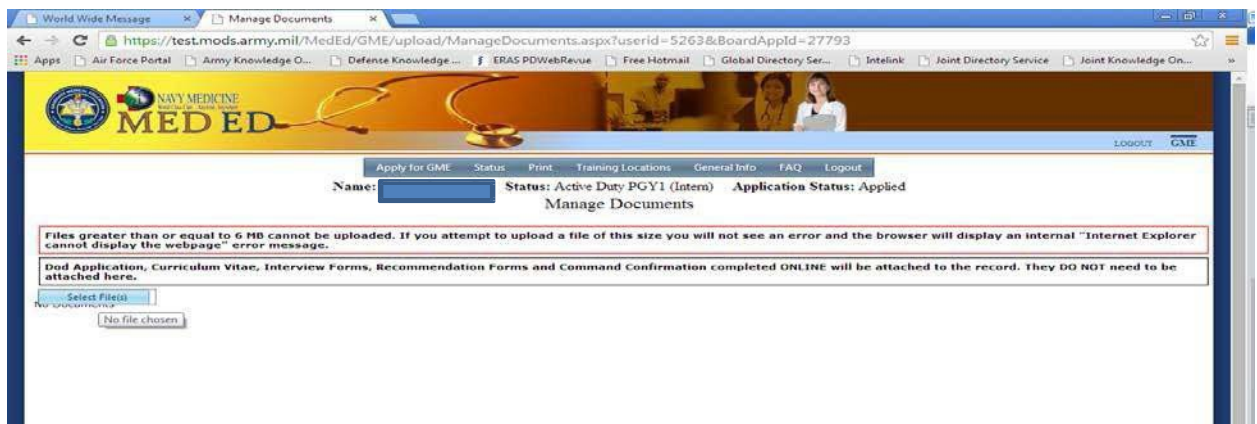 World Wide Message
Manage Documents
https://test.mods.army.mil/MedEd/GME/upload/ManageDocuments.aspx?userid=5263&BoardAppId=27793
Apps Air Force Portal Army Knowledge O... Defense Knowledge ... ERAS PDWebRevue Free Hotmail Global Directory Ser... Intelink Joint Directory Service Joint Knowledge On... »
NAVY MEDICINE
MED ED
LOGOUT GME
Apply for GME Status Print Training Locations General Info FAQ Logout
Name: Status: Active Duty PGY1 (Intern) Application Status: Applied
Manage Documents
Files greater than or equal to 6 MB cannot be uploaded. If you attempt to upload a file of this size you will not see an error and the browser will display an internal "Internet Explorer
cannot display the webpage" error message.
Dod Application, Curriculum Vitae, Interview Forms, Recommendation Forms and Command Confirmation completed ONLINE will be attached to the record. They DO NOT need to be
attached here.
Select File(s)
No Documents
No file chosen